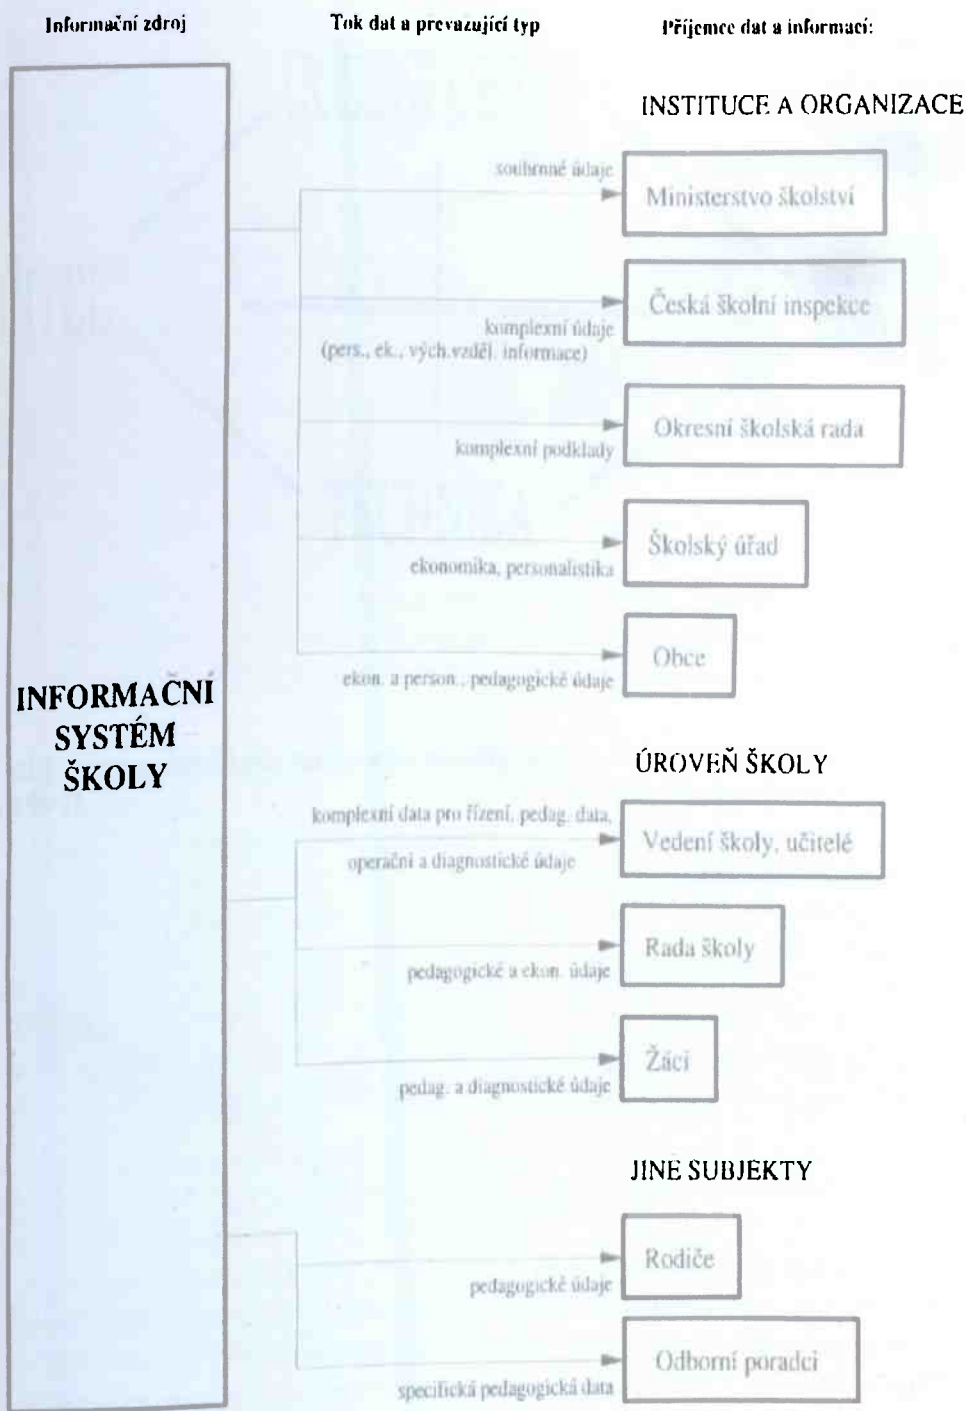 Informační zdroj
Tok dat a prevazující typ
Příjemce dat a informací:
INSTITUCE A ORGANIZACE
souhrnné údaje
Ministerstvo školství
Česká školní inspekce
komplexní údaje
(pers., ek., vých.vzděl. informace)
Okresní školská rada
komplexní podklady
Školský úřad
ekonomika, personalistika
Obce
ekon. a person., pedagogické údaje
INFORMAČNÍ
SYSTÉM
ŠKOLY
ÚROVEŇ ŠKOLY
komplexní data pro řízení, pedag. data,
Vedení školy, učitelé
operační a diagnostické údaje
Rada školy
pedagogické a ekon. údaje
Žáci
pedag. a diagnostické údaje
JINÉ SUBJEKTY
Rodiče
pedagogické údaje
Odborní poradci
specifická pedagogická data